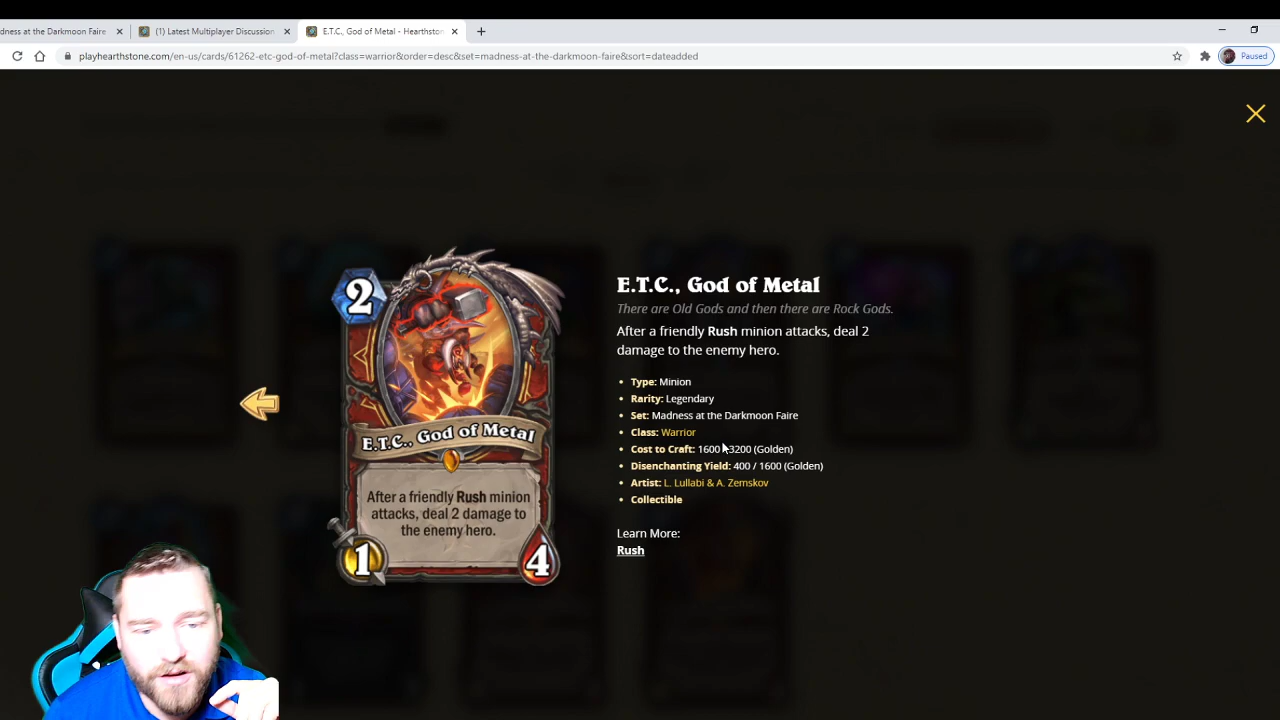 dness at the Darkmoon Faire
(1) Latest Multiplayer Discussion
E.T.C., God of Metal - Hearthston
playhearthstone.com/en-us/cards/61262-etc-god-of-metal?class=warrior&order=desc&set=madness-at-the-darkmoon-faire&sort=dateadded
Paused
2
E.T.C., God of Metal
After a friendly Rush minion
attacks, deal 2 damage to
the enemy hero.
1
4
E.T.C., God of Metal
There are Old Gods and then there are Rock Gods.
After a friendly Rush minion attacks, deal 2
damage to the enemy hero.
Type: Minion
Rarity: Legendary
Set: Madness at the Darkmoon Faire
Class: Warrior
Cost to Craft: 1600 3200 (Golden)
Disenchanting Yield: 400 / 1600 (Golden)
Artist: L. Lullabi & A. Zemskov
Collectible
Learn More:
Rush